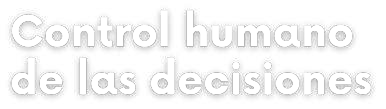 Control humano
de las decisiones